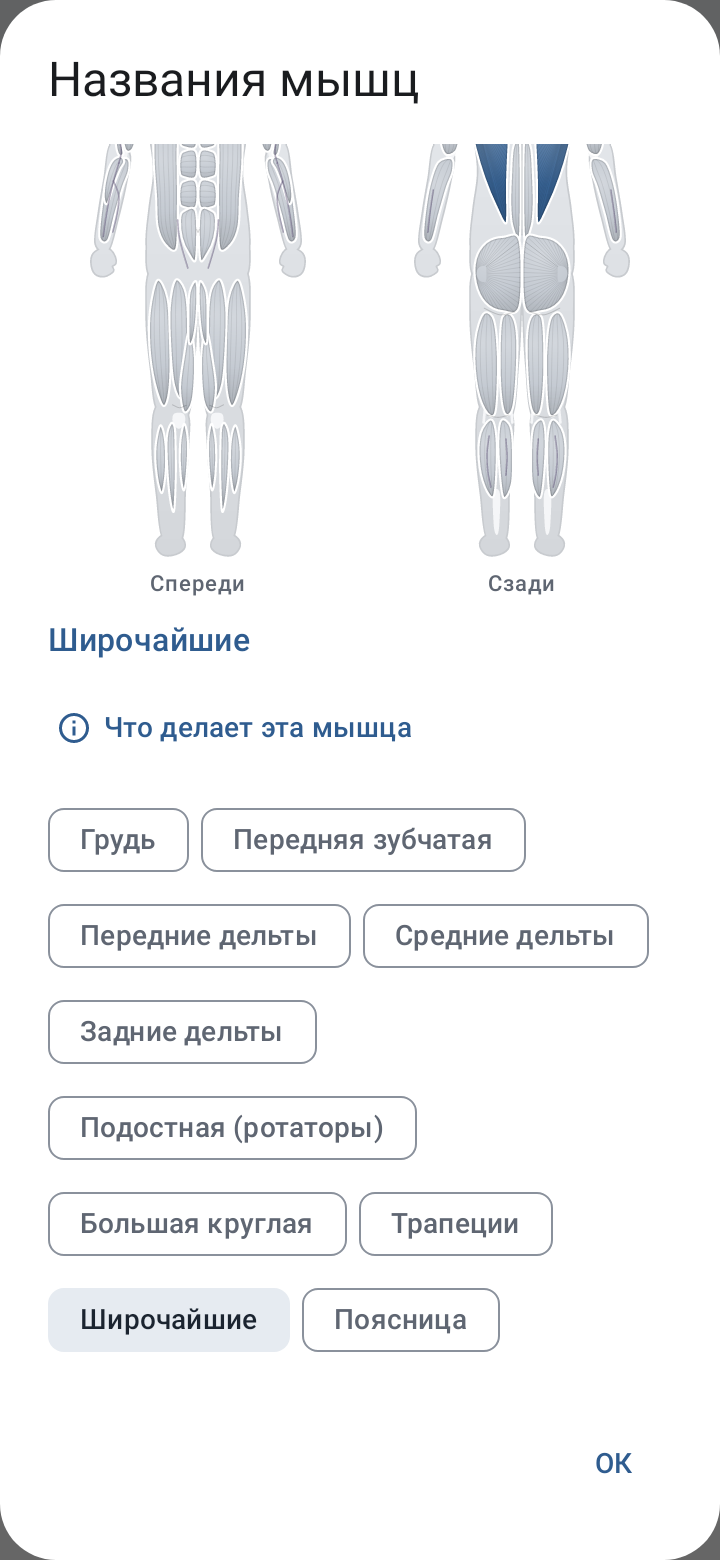 Названия мышц
Спереди
Сзади
Широчайшие
Что делает эта мышца
Грудь
Передняя зубчатая
Передние дельты
Средние дельты
Задние дельты
Подостная (ротаторы)
Большая круглая
Трапеции
Широчайшие
Поясница
ОК